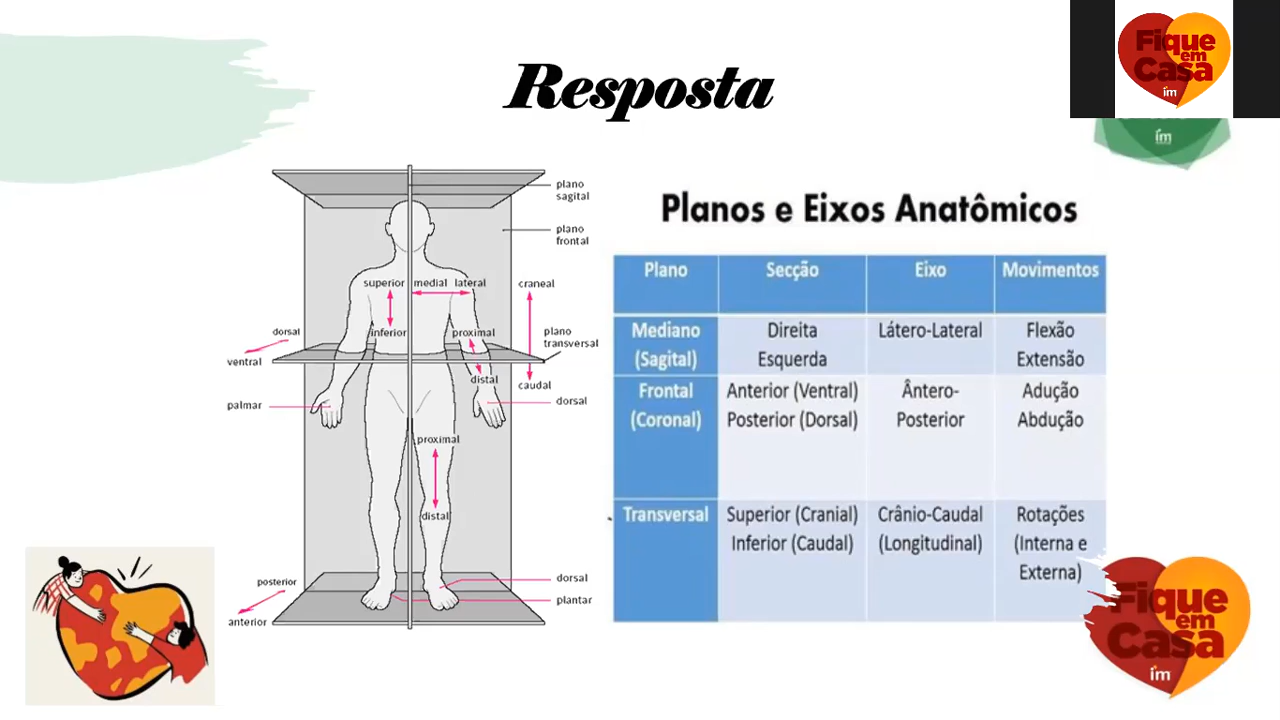 Resposta
Fique
em
Casa
ím
ím
plano
sagital
plano
frontal
superior
medial
lateral
craneal
inferior
proximal
dorsal
ventral
plano
transversal
distal
caudal
palmar
dorsal
proximal
distal
posterior
anterior
dorsal
plantar
Planos e Eixos Anatômicos
Plano Secção Eixo Movimentos
Mediano Direita Látero-Lateral Flexão
(Sagital) Esquerda Extensão
Frontal Anterior (Ventral) Ântero- Adução
(Coronal) Posterior (Dorsal) Posterior Abdução
Transversal Superior (Cranial) Crânio-Caudal Rotações
Inferior (Caudal) (Longitudinal) (Interna e
Externa)
Fique
em
Casa
ím